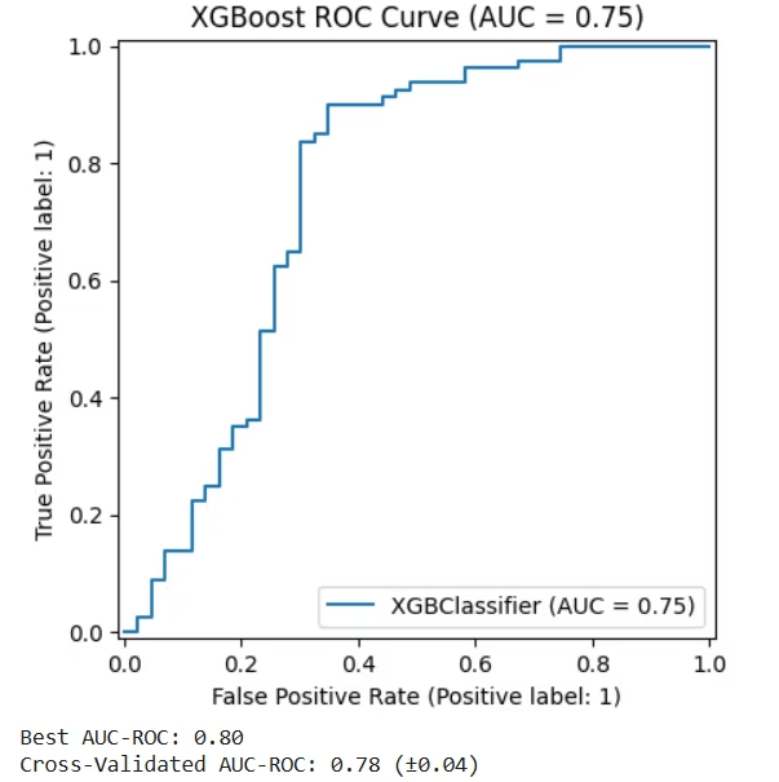 XGBoost ROC Curve (AUC = 0.75)
1.0
0.8
0.6
0.4
0.2
0.0
True Positive Rate (Positive label: 1)
XGBClassifier (AUC = 0.75)
0.0 0.2 0.4 0.6 0.8 1.0
False Positive Rate (Positive label: 1)
Best AUC-ROC: 0.80
Cross-Validated AUC-ROC: 0.78 (±0.04)